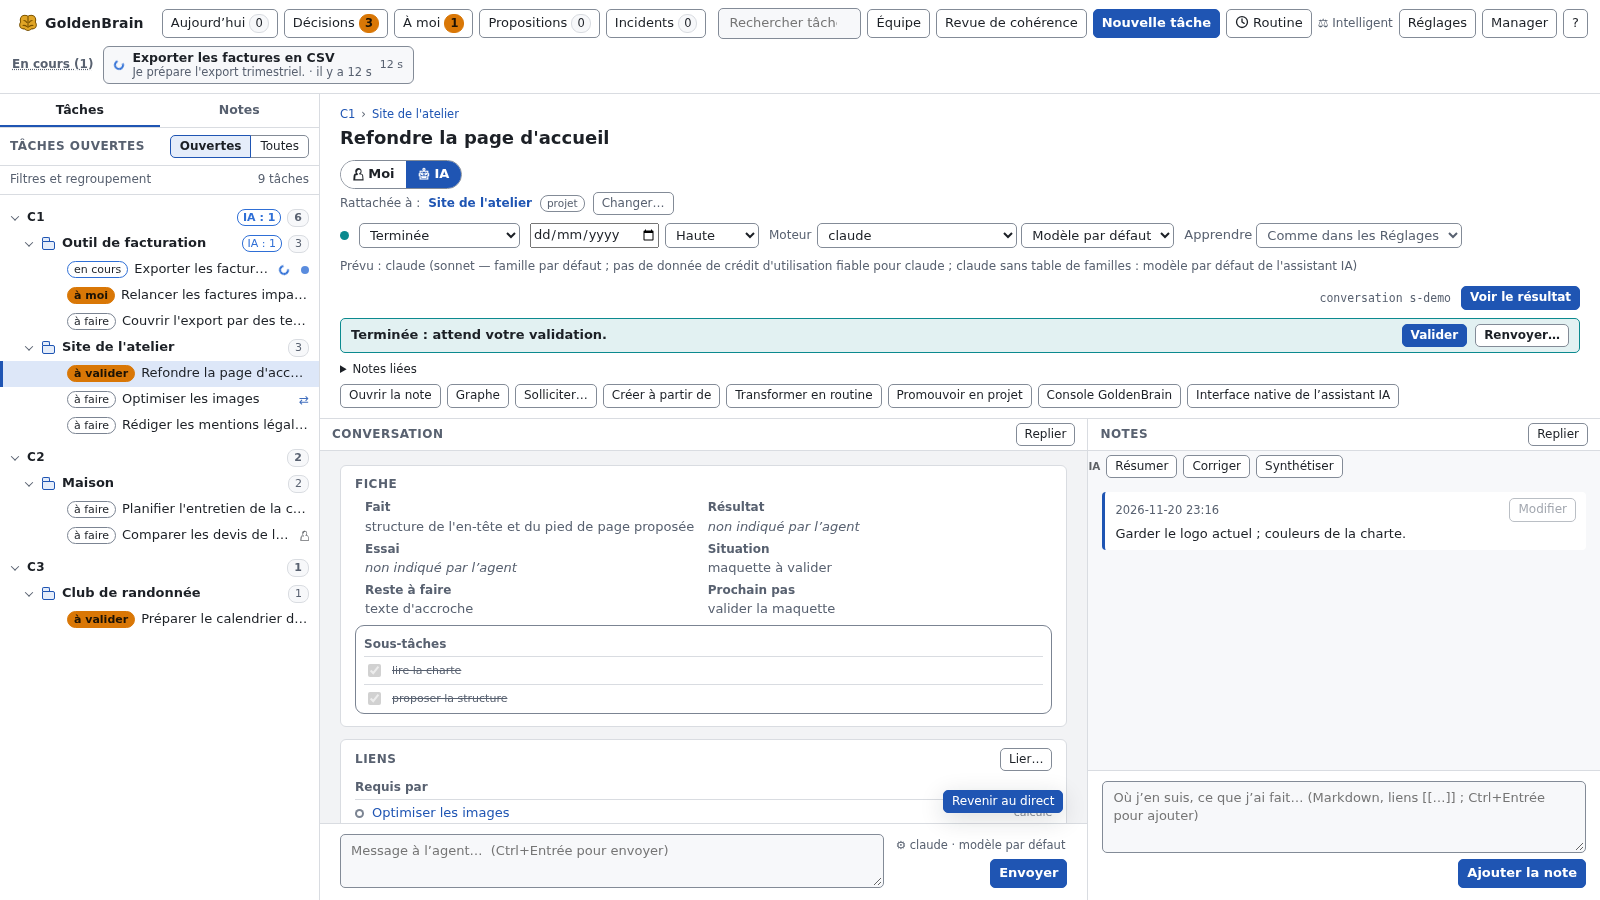 GoldenBrain
Aujourd’hui 0
Décisions 3
À moi 1
Propositions 0
Incidents 0
Rechercher tâch
Équipe
Revue de cohérence
Nouvelle tâche
Routine
Intelligent
Réglages
Manager
?
En cours (1)
Exporter les factures en CSV
Je prépare l'export trimestriel. · il y a 12 s
12 s
Tâches
Notes
TÂCHES OUVERTES
Ouvertes
Toutes
Filtres et regroupement
9 tâches
C1 IA : 1 6
Outil de facturation IA : 1 3
en cours Exporter les factur…
à moi Relancer les factures impa…
à faire Couvrir l'export par des te…
Site de l'atelier 3
à valider Refondre la page d'acc…
à faire Optimiser les images ⇄
à faire Rédiger les mentions légal…
C2 2
Maison 2
à faire Planifier l'entretien de la c…
à faire Comparer les devis de l…
C3 1
Club de randonnée 1
à valider Préparer le calendrier d…
C1 › Site de l'atelier
Refondre la page d'accueil
Moi
IA
Rattachée à : Site de l'atelier projet Changer…
Terminée dd/mm/yyyy Haute Moteur claude Modèle par défaut Apprendre Comme dans les Réglages
Prévu : claude (sonnet — famille par défaut ; pas de donnée de crédit d'utilisation fiable pour claude ; claude sans table de familles : modèle par défaut de l'assistant IA)
conversation s-demo
Voir le résultat
Terminée : attend votre validation.
Valider
Renvoyer…
Notes liées
Ouvrir la note
Graphe
Solliciter…
Créer à partir de
Transformer en routine
Promouvoir en projet
Console GoldenBrain
Interface native de l’assistant IA
CONVERSATION
Replier
FICHE
Fait
structure de l'en-tête et du pied de page proposée
Résultat
non indiqué par l’agent
Essai
non indiqué par l’agent
Situation
maquette à valider
Reste à faire
texte d'accroche
Prochain pas
valider la maquette
Sous-tâches
lire la charte
proposer la structure
LIENS
Lier…
Requis par
Optimiser les images
Revenir au direct
Message à l’agent… (Ctrl+Entrée pour envoyer)
claude · modèle par défaut
Envoyer
NOTES
Replier
IA
Résumer
Corriger
Synthétiser
2026-11-20 23:16
Modifier
Garder le logo actuel ; couleurs de la charte.
Où j’en suis, ce que j’ai fait… (Markdown, liens [[…]] ; Ctrl+Entrée
pour ajouter)
Ajouter la note